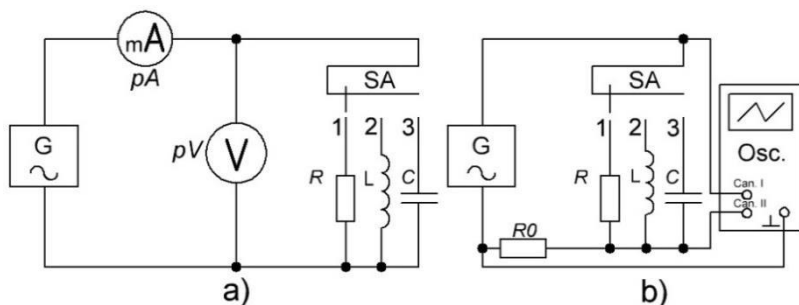 mA
pA
SA
SA
1 2 3
1 2 3
G
pV
V
R L C
G
R L C
Osc.
Can. I
Can. II
R0
a)
b)